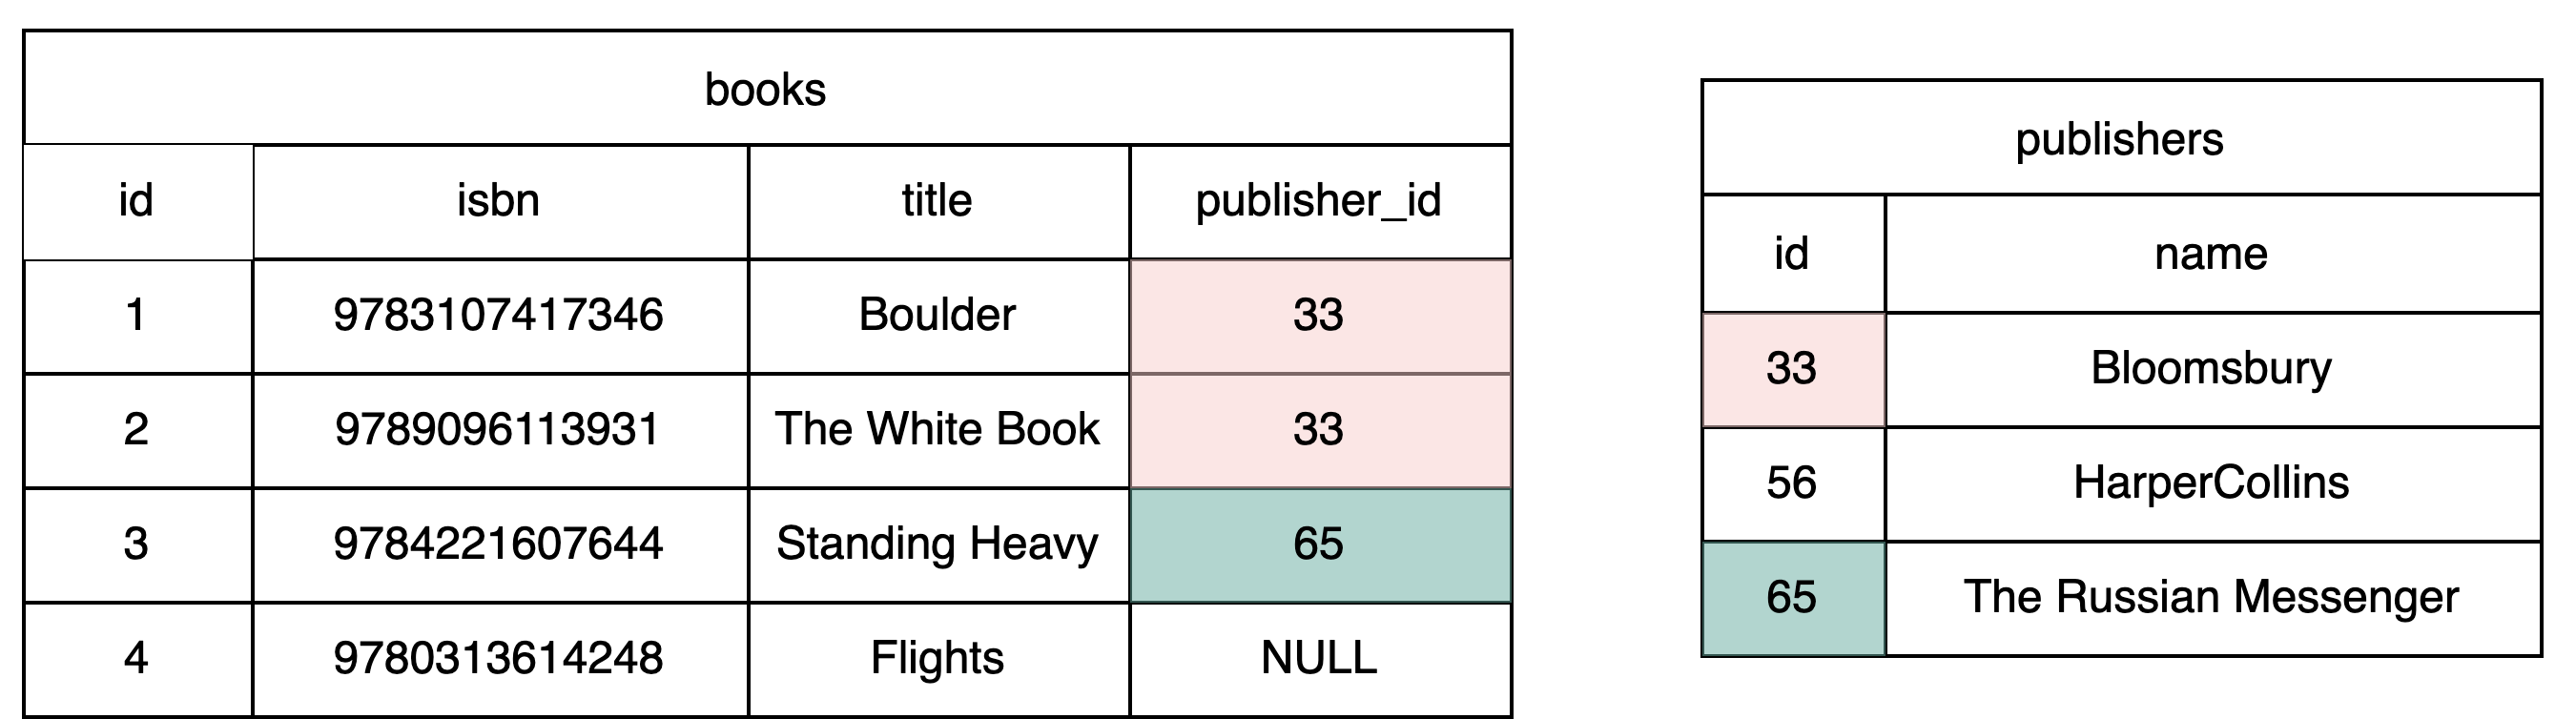 books
id isbn title publisher_id
1 9783107417346 Boulder 33
2 9789096113931 The White Book 33
3 9784221607644 Standing Heavy 65
4 9780313614248 Flights NULL
publishers
id name
33 Bloomsbury
56 HarperCollins
65 The Russian Messenger